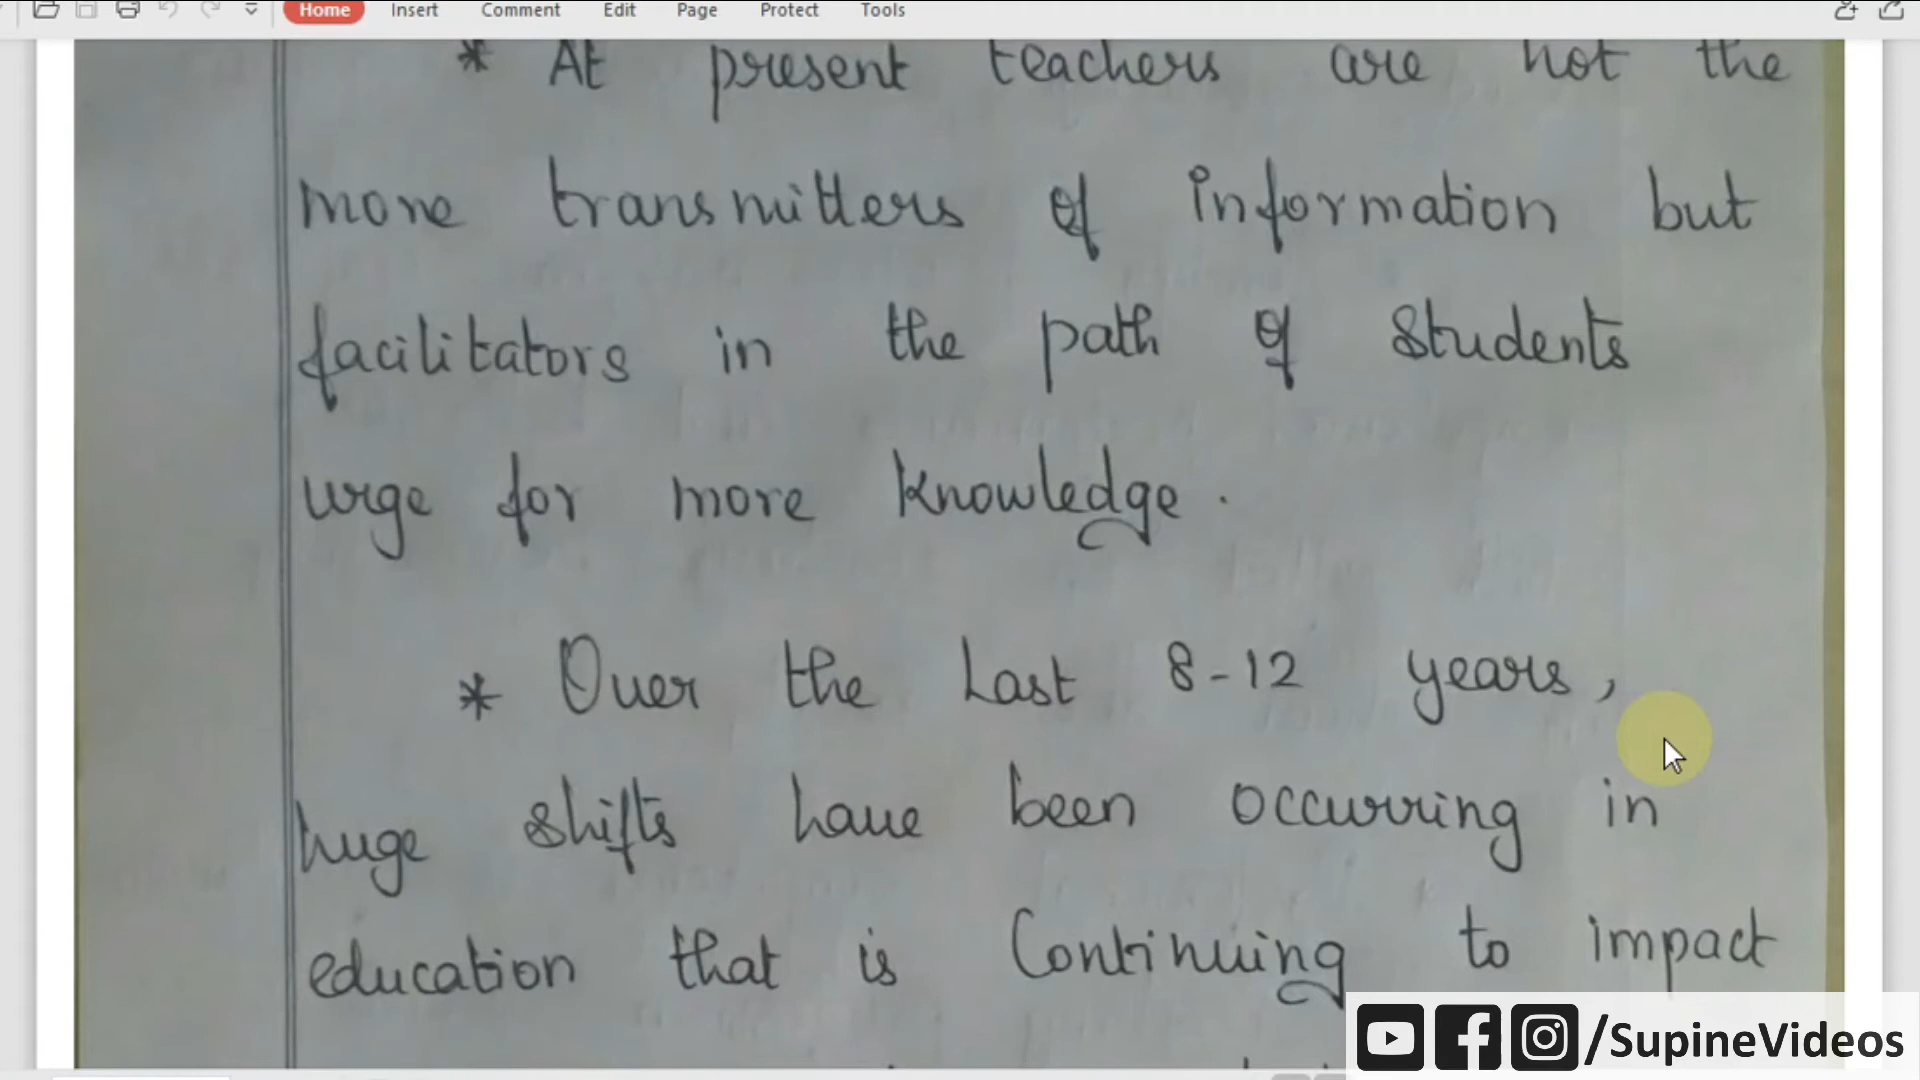 Home Insert Comment Edit Page Protect Tools
* At present teachers are not the
more transmitters of information but
facilitators in the path of students
urge for more knowledge.
* Over the last 8-12 years,
huge shifts have been occurring in
education that is Continuing to impact
/SupineVideos